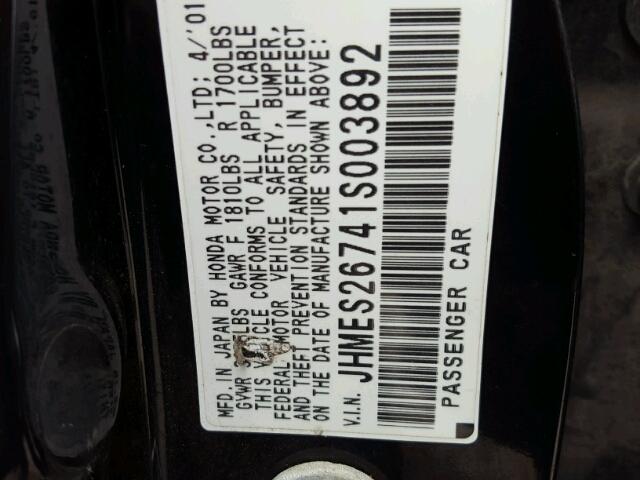 MFD. IN JAPAN BY HONDA MOTOR CO., LTD; 4/'01
GVWR LBS GAWR F 1810LBS R 1700LBS
THIS VEHICLE CONFORMS TO ALL APPLICABLE
FEDERAL MOTOR VEHICLE SAFETY, BUMPER,
AND THEFT PREVENTION STANDARDS IN EFFECT
ON THE DATE OF MANUFACTURE SHOWN ABOVE:
V.I.N. JHMES26741S003892
PASSENGER CAR